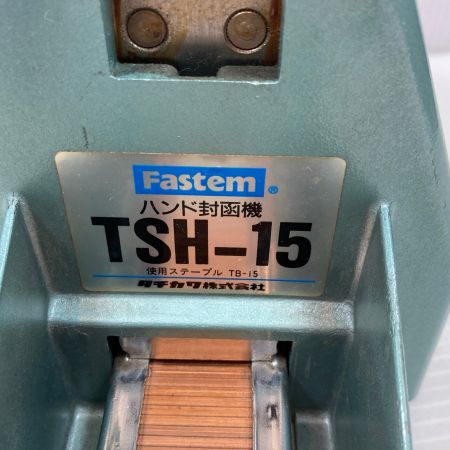 Fastem ®
ハンド封函機
TSH-15
使用ステープル TB-15
タチカワ株式会社